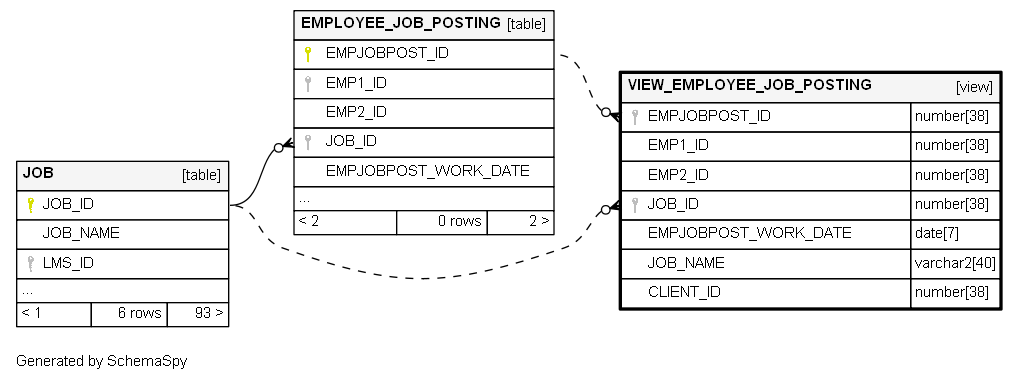 EMPLOYEE_JOB_POSTING [table]
EMPJOBPOST_ID
EMP1_ID
EMP2_ID
JOB_ID
EMPJOBPOST_WORK_DATE
...
< 2 0 rows 2 >
VIEW_EMPLOYEE_JOB_POSTING [view]
EMPJOBPOST_ID number[38]
EMP1_ID number[38]
EMP2_ID number[38]
JOB_ID number[38]
EMPJOBPOST_WORK_DATE date[7]
JOB_NAME varchar2[40]
CLIENT_ID number[38]
JOB [table]
JOB_ID
JOB_NAME
LMS_ID
...
< 1 6 rows 93 >
Generated by SchemaSpy